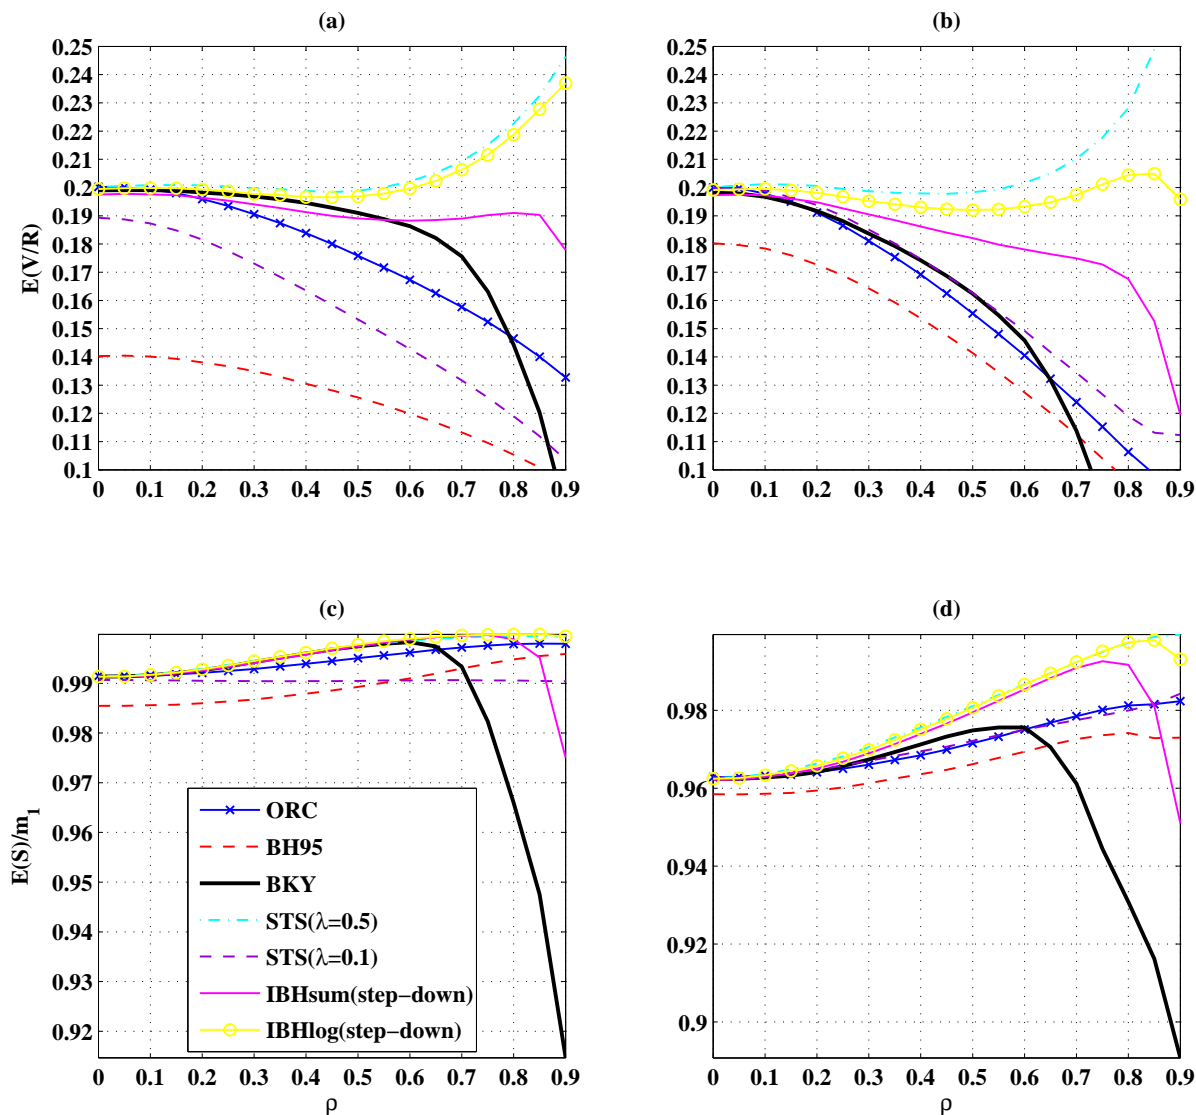 (a)
E(V/R)
0.25
0.24
0.23
0.22
0.21
0.2
0.19
0.18
0.17
0.16
0.15
0.14
0.13
0.12
0.11
0.1
0 0.1 0.2 0.3 0.4 0.5 0.6 0.7 0.8 0.9
(b)
0.25
0.24
0.23
0.22
0.21
0.2
0.19
0.18
0.17
0.16
0.15
0.14
0.13
0.12
0.11
0.1
0 0.1 0.2 0.3 0.4 0.5 0.6 0.7 0.8 0.9
(c)
E(S)/m_1
0.99
0.98
0.97
0.96
0.95
0.94
0.93
0.92
ORC
BH95
BKY
STS(λ=0.5)
STS(λ=0.1)
IBHsum(step−down)
IBHlog(step−down)
0 0.1 0.2 0.3 0.4 0.5 0.6 0.7 0.8 0.9
ρ
(d)
0.98
0.96
0.94
0.92
0.9
0 0.1 0.2 0.3 0.4 0.5 0.6 0.7 0.8 0.9
ρ